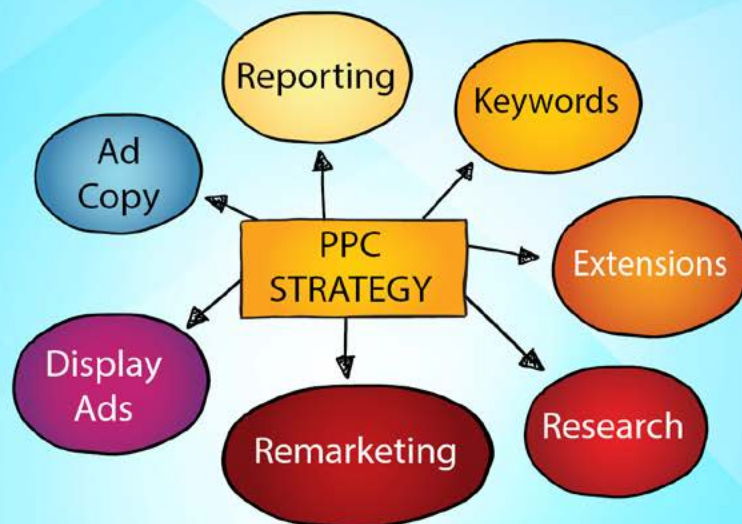 Reporting
Keywords
Ad
Copy
PPC
STRATEGY
Extensions
Display
Ads
Remarketing
Research